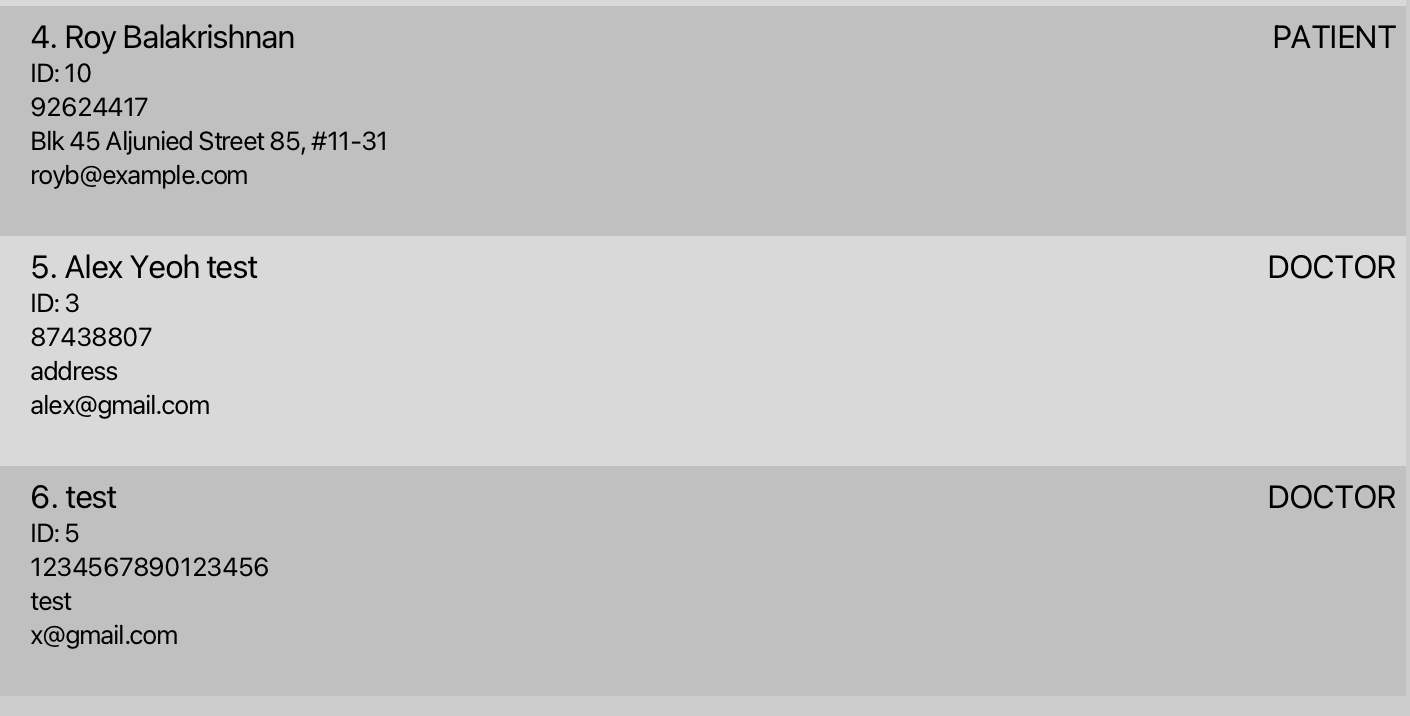 4. Roy Balakrishnan
PATIENT
ID: 10
92624417
Blk 45 Aljunied Street 85, #11-31
royb@example.com
5. Alex Yeoh test
DOCTOR
ID: 3
87438807
address
alex@gmail.com
6. test
DOCTOR
ID: 5
1234567890123456
test
x@gmail.com